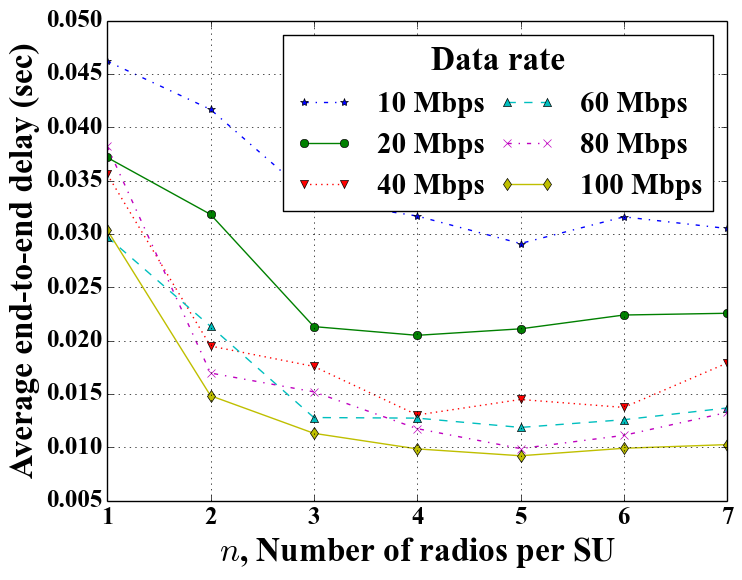 Average end-to-end delay (sec)
0.050
0.045
0.040
0.035
0.030
0.025
0.020
0.015
0.010
0.005
Data rate
10 Mbps
20 Mbps
40 Mbps
60 Mbps
80 Mbps
100 Mbps
1 2 3 4 5 6 7
n, Number of radios per SU